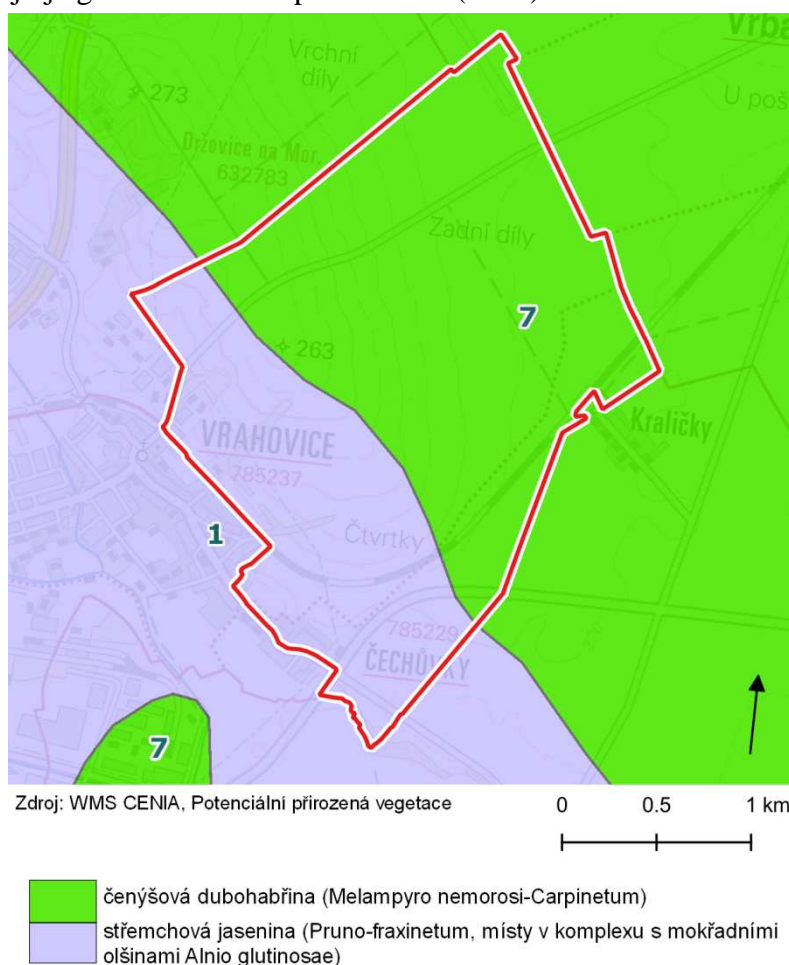 Vrchní
díly
Vrba
U poš
273
Držovice na Mor.
632783
Zadní díly
7
263
Kraličky
VRAHOVICE
785237
1
Čtvrtky
785229
ČECHŮVKY
7
Zdroj: WMS CENIA, Potenciální přirozená vegetace
0 0.5 1 km
čenýšová dubohabřina (Melampyro nemorosi-Carpinetum)
střemchová jasenina (Pruno-fraxinetum, místy v komplexu s mokřadními
olšinami Alnio glutinosae)